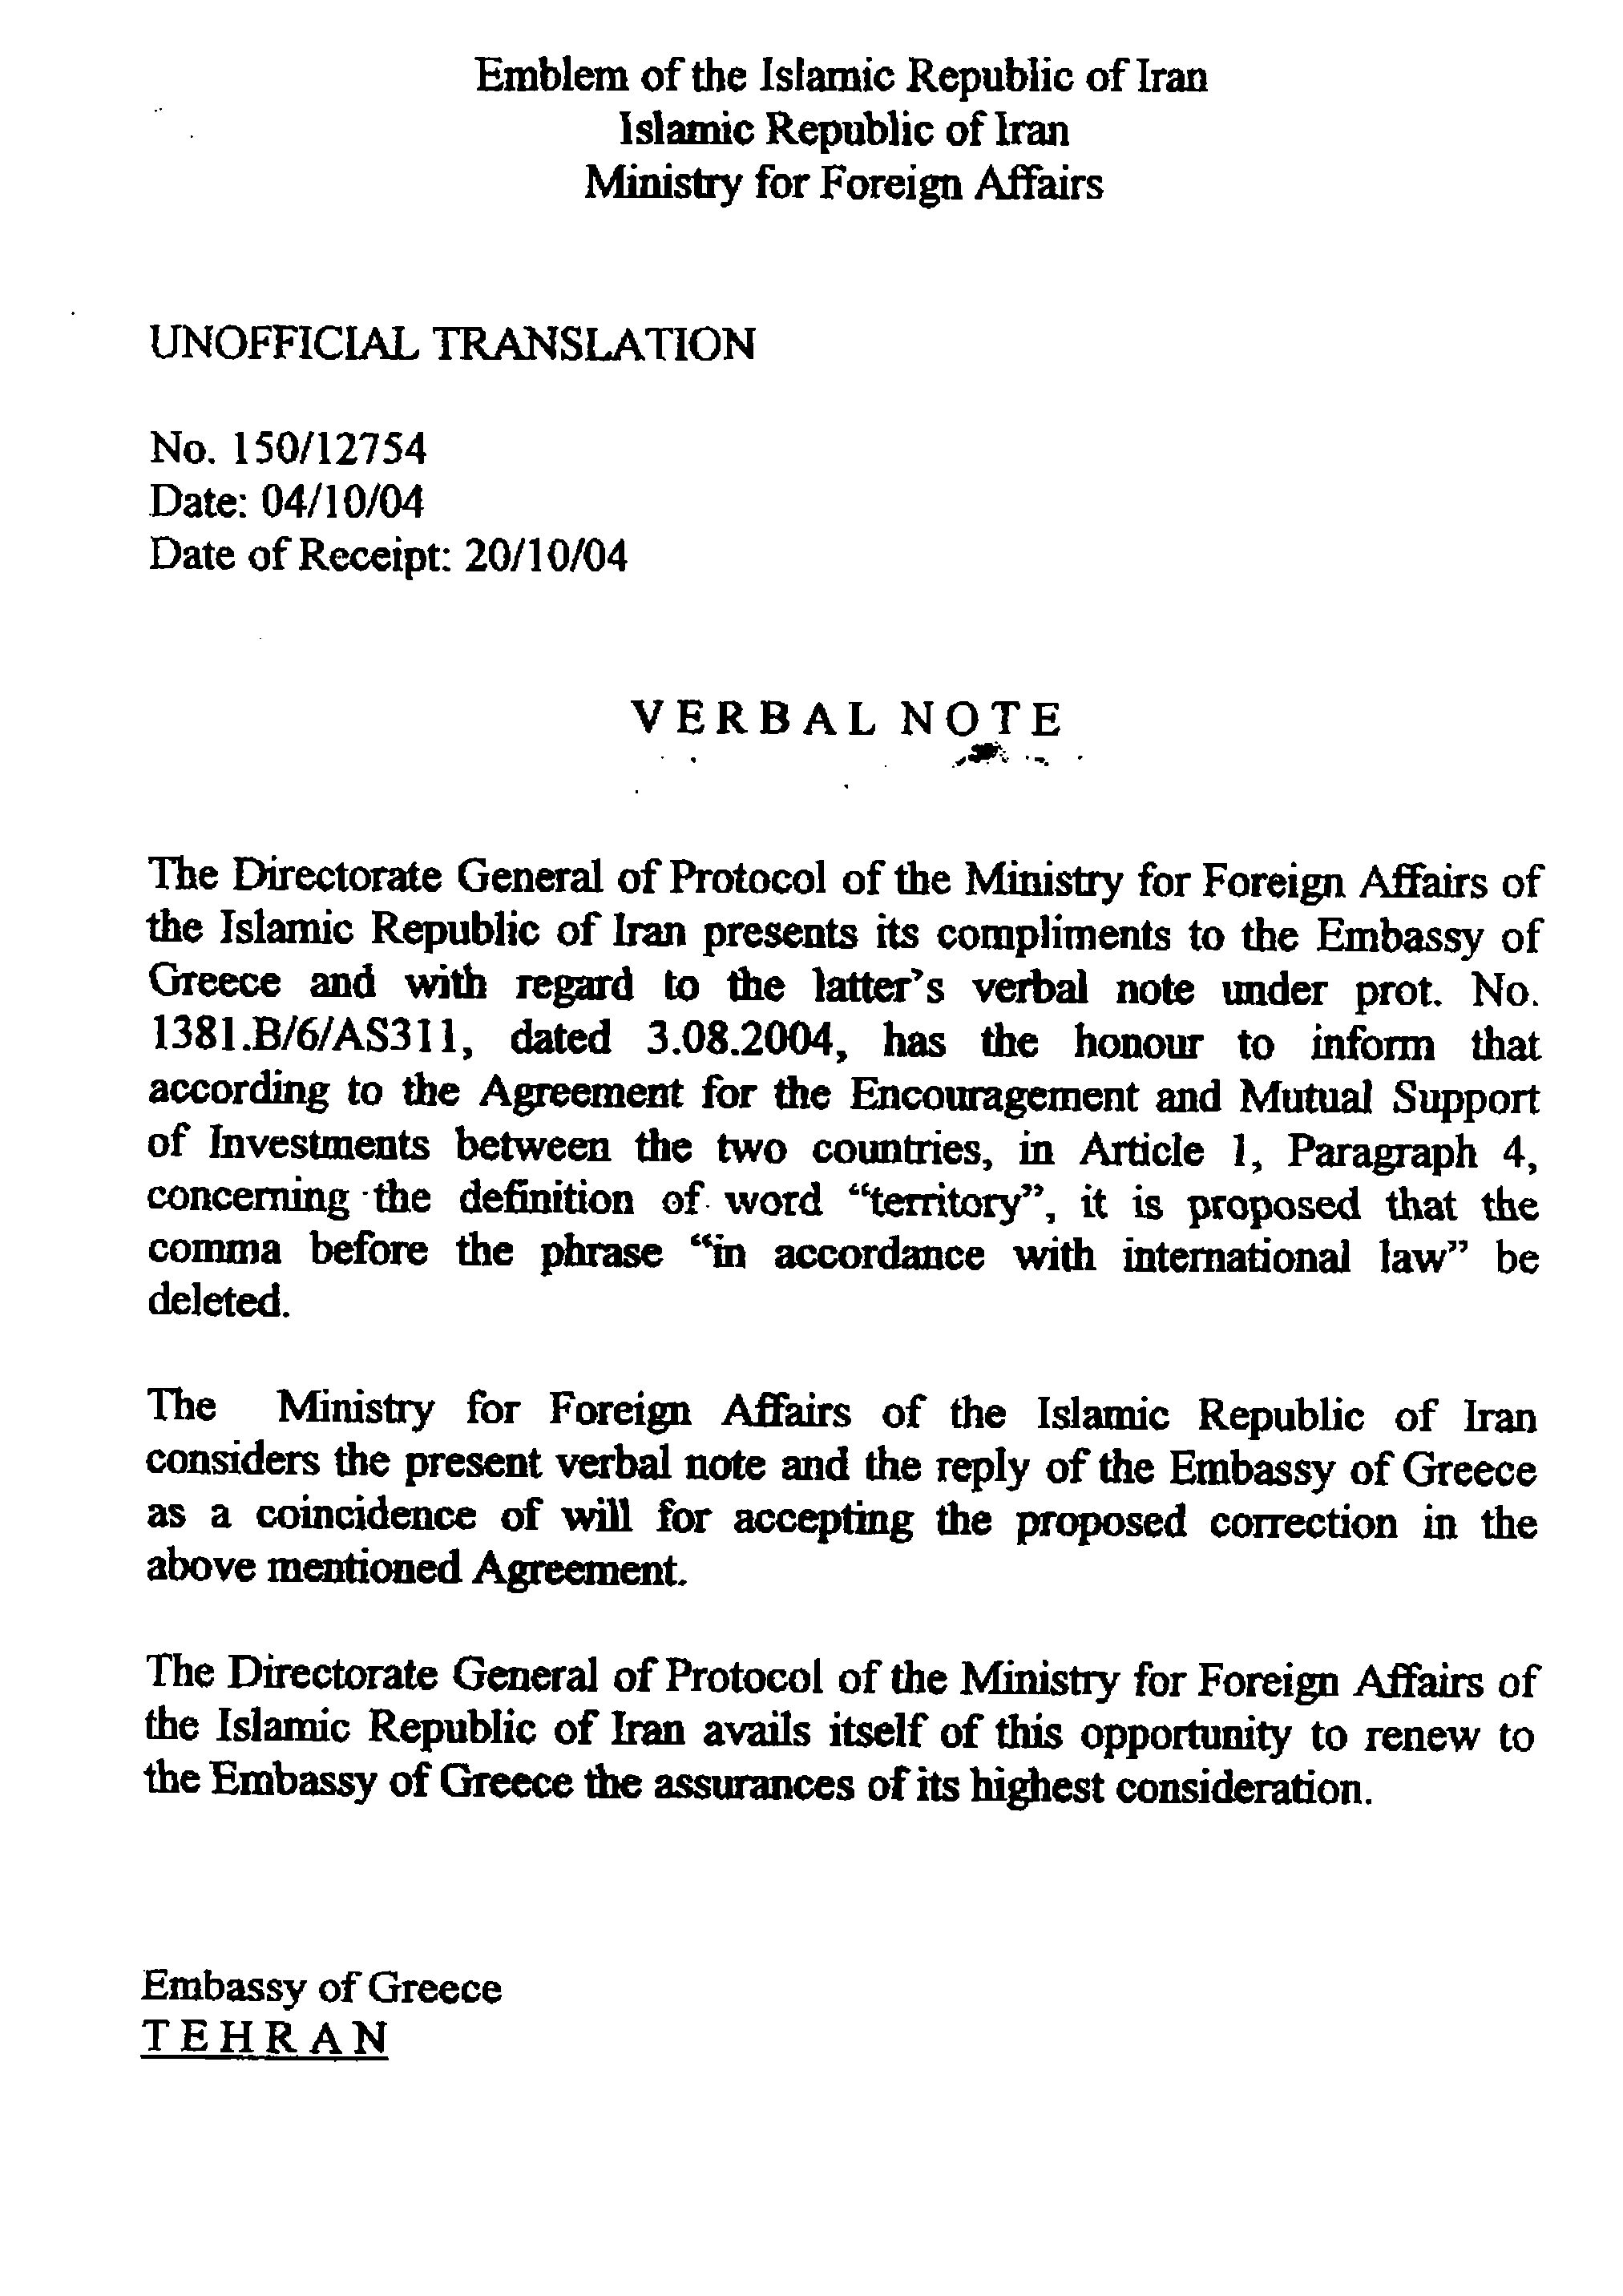 Emblem of the Islamic Republic of Iran
Islamic Republic of Iran
Ministry for Foreign Affairs
UNOFFICIAL TRANSLATION
No. 150/12754
Date: 04/10/04
Date of Receipt: 20/10/04
VERBAL NOTE
The Directorate General of Protocol of the Ministry for Foreign Affairs of
the Islamic Republic of Iran presents its compliments to the Embassy of
Greece and with regard to the latter's verbal note under prot. No.
1381.B/6/AS311, dated 3.08.2004, has the honour to inform that
according to the Agreement for the Encouragement and Mutual Support
of Investments between the two countries, in Article 1, Paragraph 4,
concerning the definition of word “territory”, it is proposed that the
comma before the phrase “in accordance with international law” be
deleted.
The Ministry for Foreign Affairs of the Islamic Republic of Iran
considers the present verbal note and the reply of the Embassy of Greece
as a coincidence of will for accepting the proposed correction in the
above mentioned Agreement.
The Directorate General of Protocol of the Ministry for Foreign Affairs of
the Islamic Republic of Iran avails itself of this opportunity to renew to
the Embassy of Greece the assurances of its highest consideration.
Embassy of Greece
TEHRAN